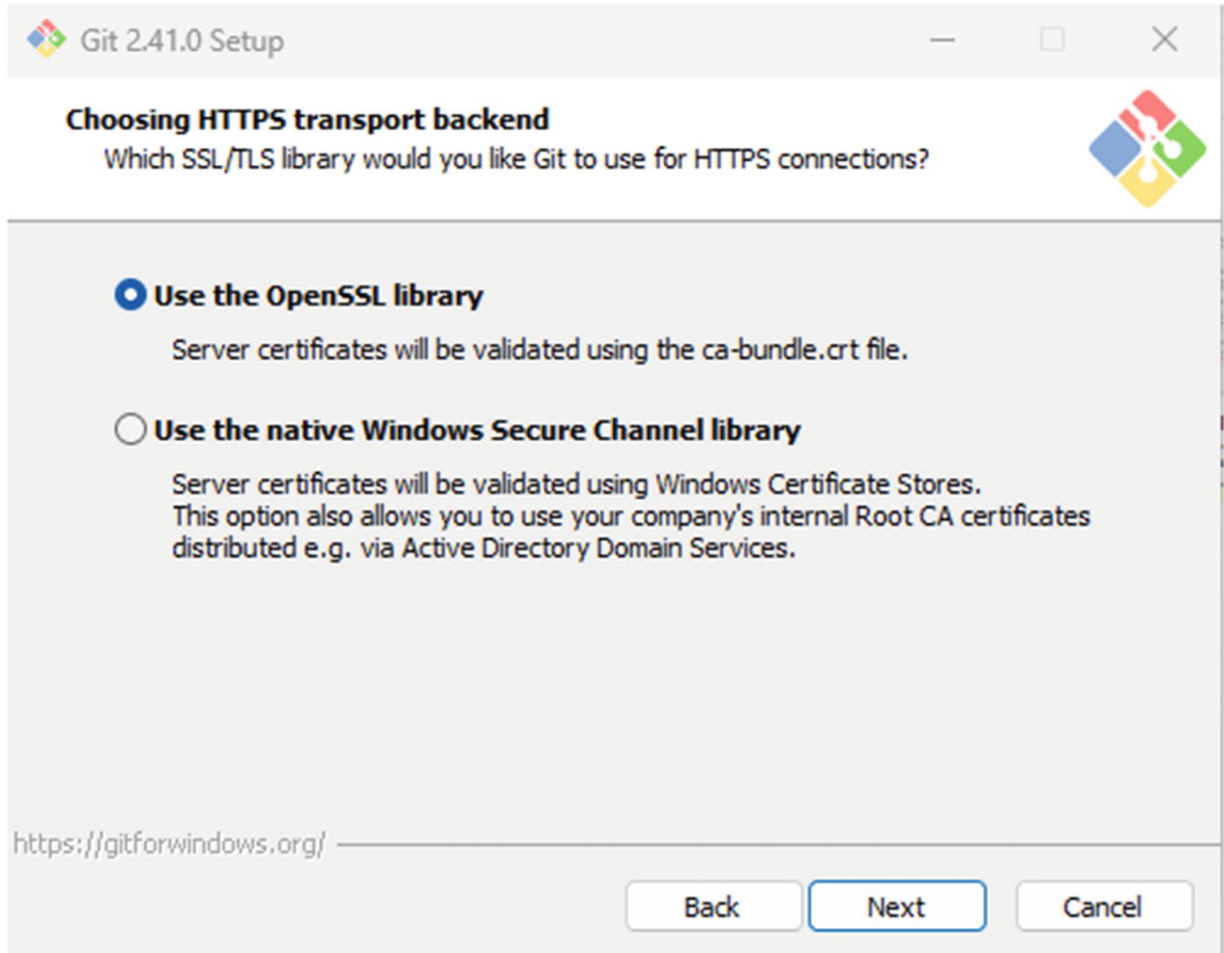 Git 2.41.0 Setup
Choosing HTTPS transport backend
Which SSL/TLS library would you like Git to use for HTTPS connections?
Use the OpenSSL library
Server certificates will be validated using the ca-bundle.crt file.
Use the native Windows Secure Channel library
Server certificates will be validated using Windows Certificate Stores.
This option also allows you to use your company's internal Root CA certificates
distributed e.g. via Active Directory Domain Services.
https://gitforwindows.org/
Back Next Cancel